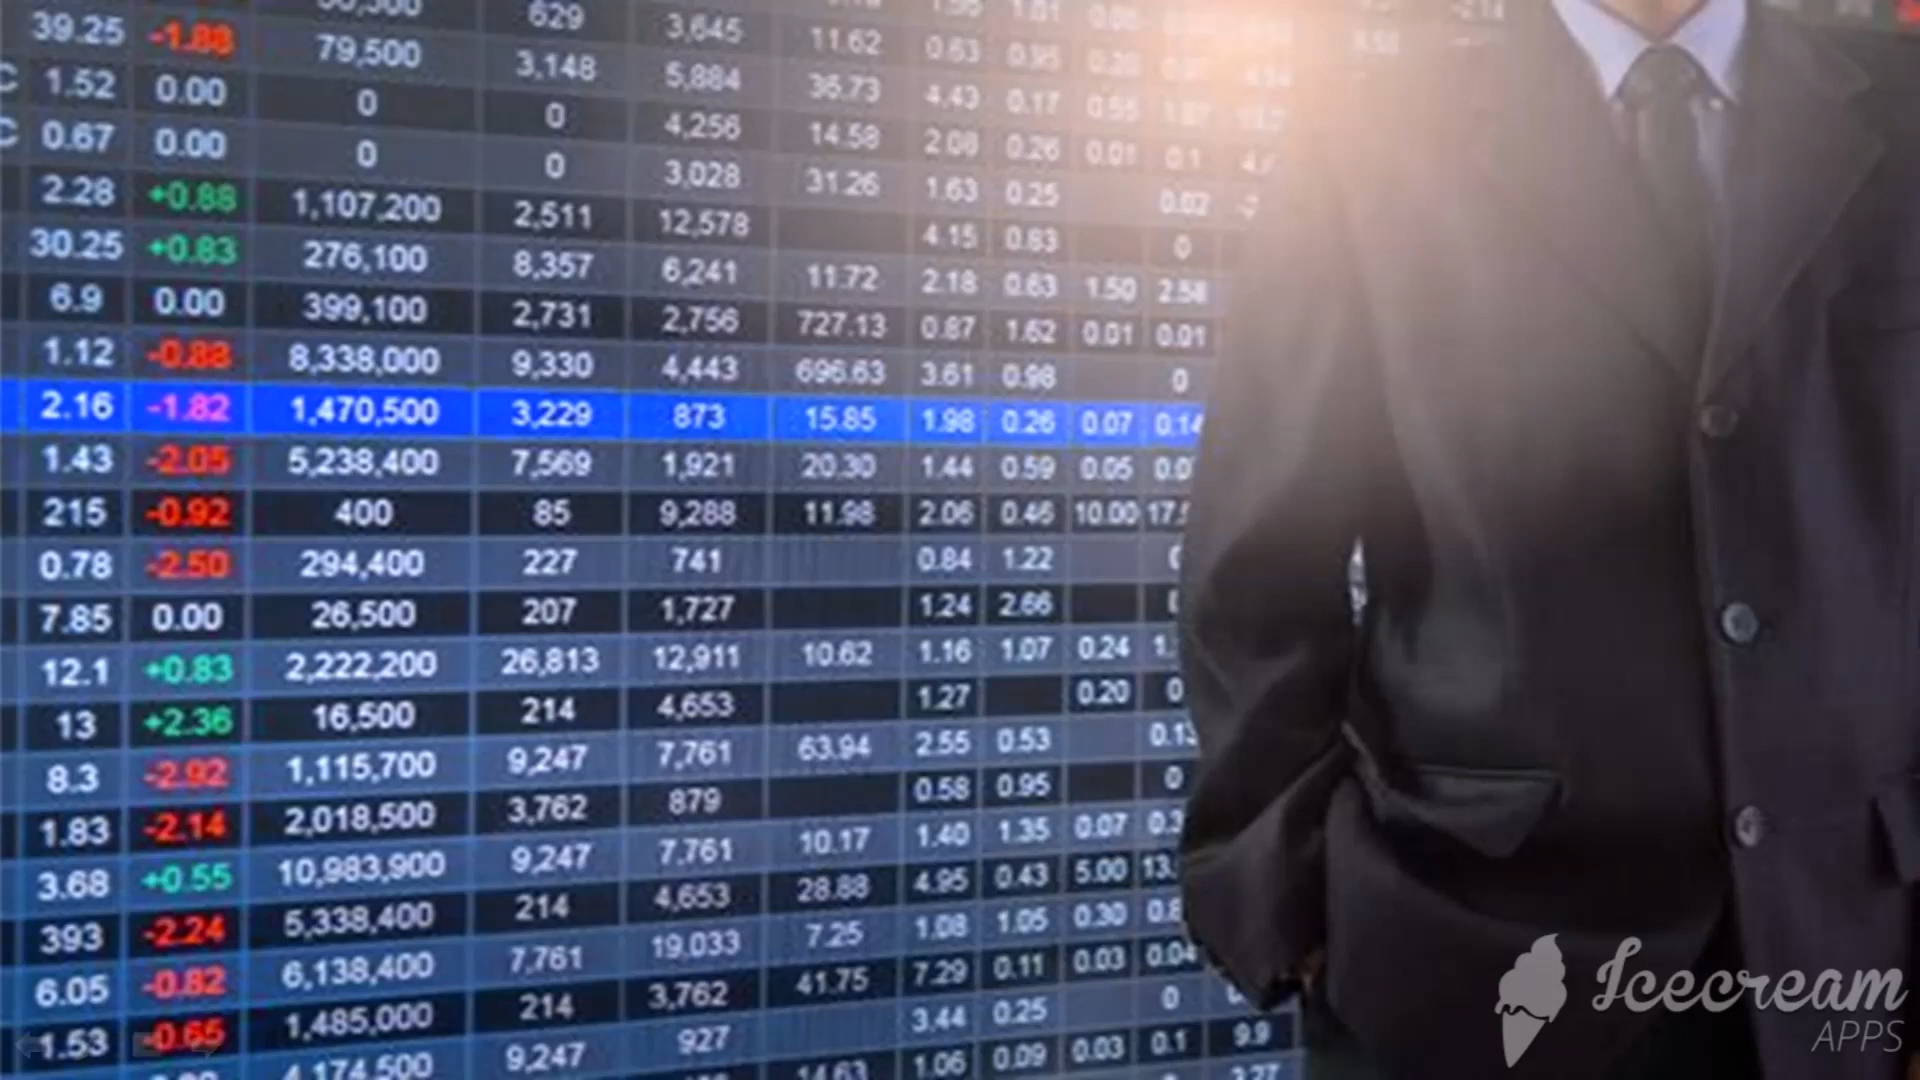 629 3,645 11.62
39.25 -1.88 79,500 3,148 5,884 36.73 4.43 0.17
1.52 0.00 0 0 4,256 14.58 2.08 0.26 0.01 0.1
0.67 0.00 0 0 3,028 31.26 1.63 0.25 0.02
2.28 +0.88 1,107,200 2,511 12,578 4.15 0.83 0
30.25 +0.83 276,100 8,357 6,241 11.72 2.18 0.63 1.50 2.58
6.9 0.00 399,100 2,731 2,756 727.13 0.87 1.62 0.01 0.01
1.12 -0.88 8,338,000 9,330 4,443 696.63 3.61 0.98 0
2.16 -1.82 1,470,500 3,229 873 15.85 1.98 0.26 0.07 0.14
1.43 -2.05 5,238,400 7,569 1,921 20.30 1.44 0.59 0.05
215 -0.92 400 85 9,288 11.98 2.06 0.46 10.00
0.78 -2.50 294,400 227 741 0.84 1.22
7.85 0.00 26,500 207 1,727 1.24 2.66
12.1 +0.83 2,222,200 26,813 12,911 10.62 1.16 1.07 0.24
13 +2.36 16,500 214 4,653 1.27 0.20 0
8.3 -2.92 1,115,700 9,247 7,761 63.94 2.55 0.53 0.13
1.83 -2.14 2,018,500 3,762 879 0.58 0.95 0
3.68 +0.55 10,983,900 9,247 7,761 10.17 1.40 1.35 0.07
393 -2.24 5,338,400 214 4,653 28.88 4.95 0.43 5.00
6.05 -0.82 6,138,400 7,761 19,033 7.25 1.08 1.05 0.30
1.53 -0.65 1,485,000 214 3,762 41.75 7.29 0.11 0.03 0.04
4,174,500 9,247 927 3.44 0.25 0
14.63 1.06 0.09 0.03 0.1 9.9
Icecream
APPS